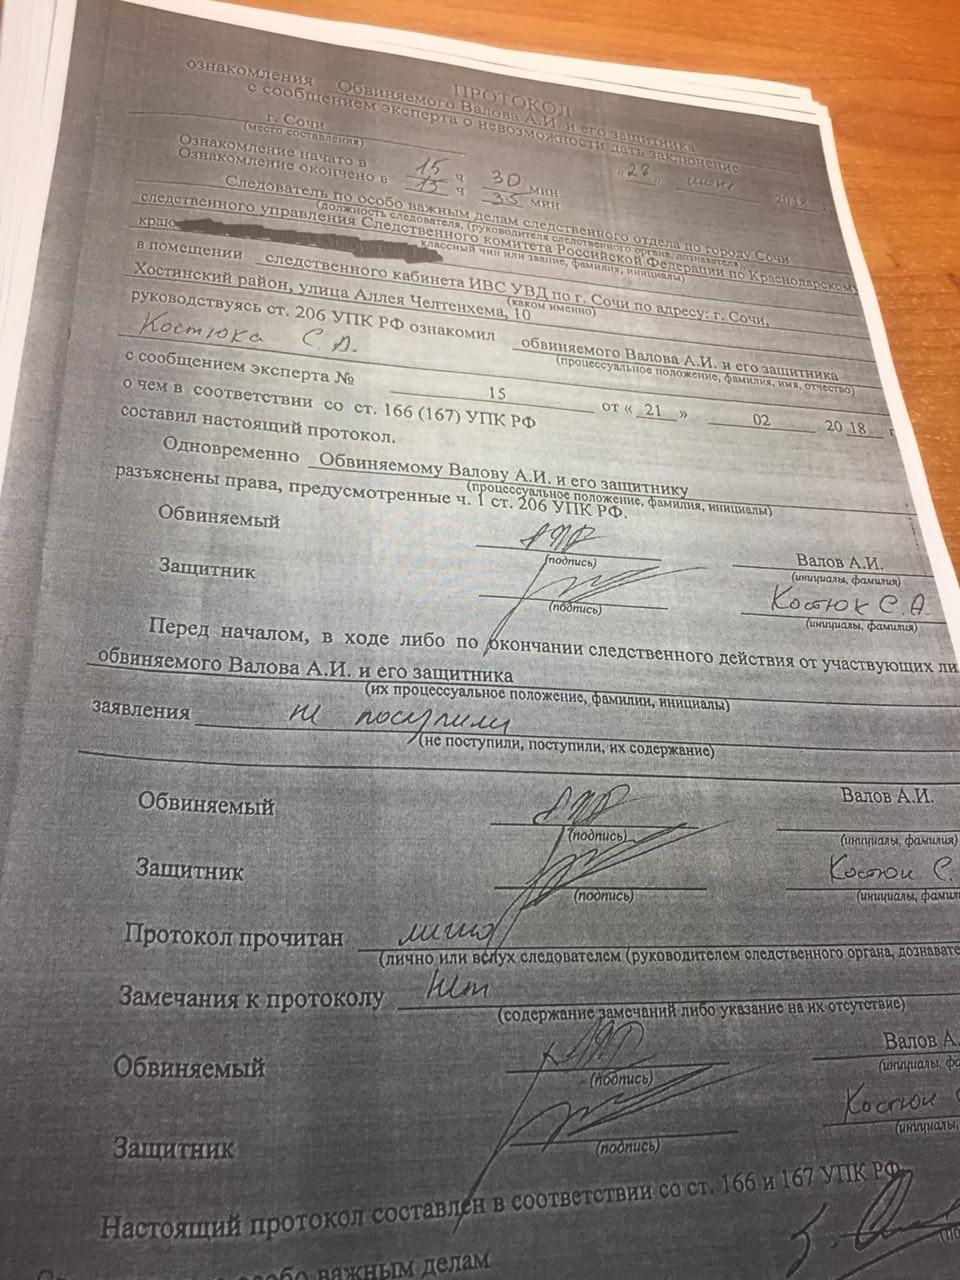 ПРОТОКОЛ
ознакомления Обвиняемого Валова А.И. и его защитника
с сообщением эксперта о невозможности дать заключение
г. Сочи «28» июня 2018 г.
(место составления)
Ознакомление начато в 15 ч 30 мин
Ознакомление окончено в 15 ч 35 мин
Следователь по особо важным делам следственного отдела по городу Сочи
(должность следователя, (руководителя следственного органа, дознавателя)
следственного управления Следственного комитета Российской Федерации по Краснодарскому
краю
классный чин или звание, фамилия, инициалы)
в помещении следственного кабинета ИВС УВД по г. Сочи по адресу: г. Сочи,
(каком именно)
Хостинский район, улица Аллея Челтенхема, 10
руководствуясь ст. 206 УПК РФ ознакомил обвиняемого Валова А.И. и его защитника
(процессуальное положение, фамилия, имя, отчество)
Костюка С.А.
с сообщением эксперта № 15 от « 21 » 02 20 18 г
о чем в соответствии со ст. 166 (167) УПК РФ
составил настоящий протокол.
Одновременно Обвиняемому Валову А.И. и его защитнику
(процессуальное положение, фамилия, инициалы)
разъяснены права, предусмотренные ч. 1 ст. 206 УПК РФ.
Обвиняемый Валов А.И.
(подпись) (инициалы, фамилия)
Защитник Костюк С.А.
(подпись) (инициалы, фамилия)
Перед началом, в ходе либо по окончании следственного действия от участвующих ли
обвиняемого Валова А.И. и его защитника
(их процессуальное положение, фамилии, инициалы)
заявления не поступили
(не поступили, поступили, их содержание)
Обвиняемый Валов А.И.
(подпись) (инициалы, фамилия)
Защитник Костюк С.
(подпись) (инициалы, фамил
Протокол прочитан лично
(лично или вслух следователем (руководителем следственного органа, дознавате
Замечания к протоколу Нет
(содержание замечаний либо указание на их отсутствие)
Обвиняемый Валов А.
(подпись) (инициалы, фа
Защитник Костюк
(подпись) (инициалы,
Настоящий протокол составлен в соответствии со ст. 166 и 167 УПК РФ
особо важным делам